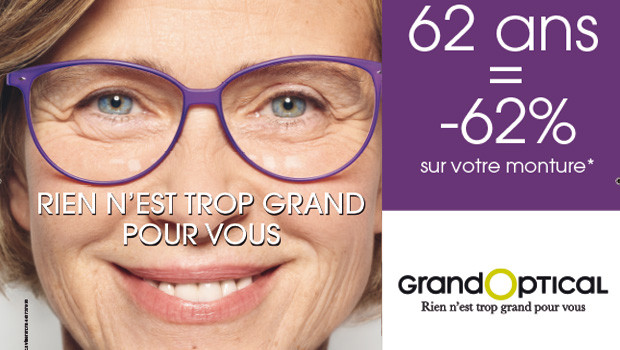 RIEN N'EST TROP GRAND
POUR VOUS
62 ans
=
-62%
sur votre monture*
GRANDOPTICAL
Rien n'est trop grand pour vous